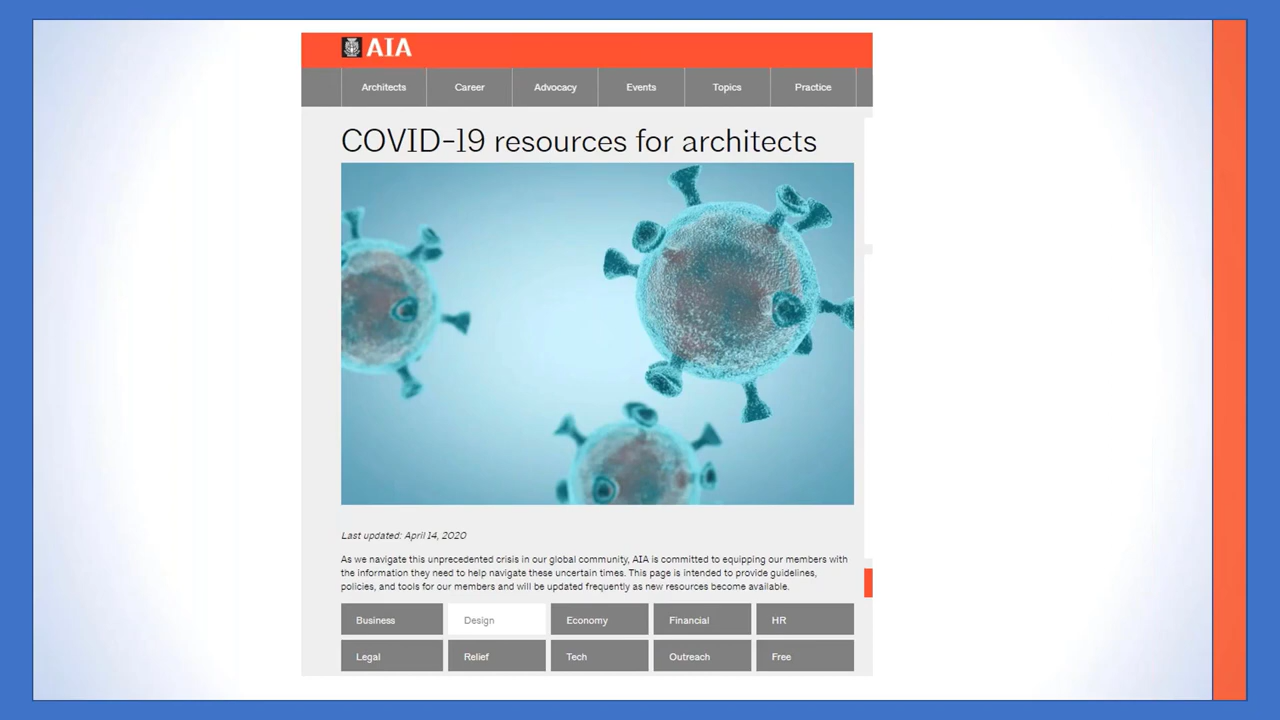 AIA
Architects Career Advocacy Events Topics Practice
COVID-19 resources for architects
Last updated: April 14, 2020
As we navigate this unprecedented crisis in our global community, AIA is committed to equipping our members with
the information they need to help navigate these uncertain times. This page is intended to provide guidelines,
policies, and tools for our members and will be updated frequently as new resources become available.
Business Design Economy Financial HR
Legal Relief Tech Outreach Free